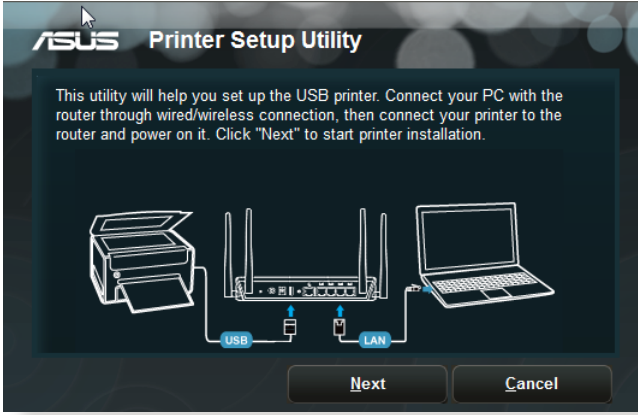 ASUS Printer Setup Utility
This utility will help you set up the USB printer. Connect your PC with the
router through wired/wireless connection, then connect your printer to the
router and power on it. Click "Next" to start printer installation.
USB LAN
Next Cancel